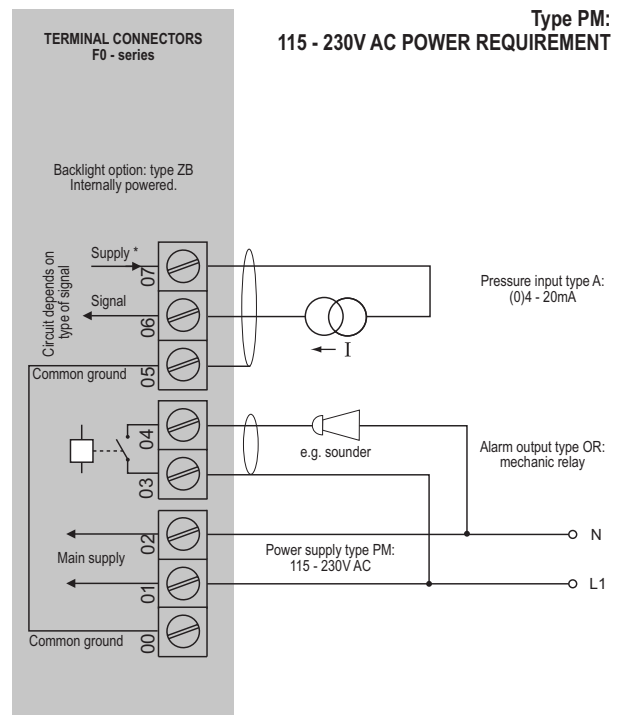 Type PM:
115 - 230V AC POWER REQUIREMENT
TERMINAL CONNECTORS
F0 - series
Backlight option: type ZB
Internally powered.
Circuit depends on
type of signal
Supply *
07
Signal
06
Common ground
05
I
Pressure input type A:
(0)4 - 20mA
04
e.g. sounder
03
Alarm output type OR:
mechanic relay
02
Main supply
01
Power supply type PM:
115 - 230V AC
N
L1
Common ground
00